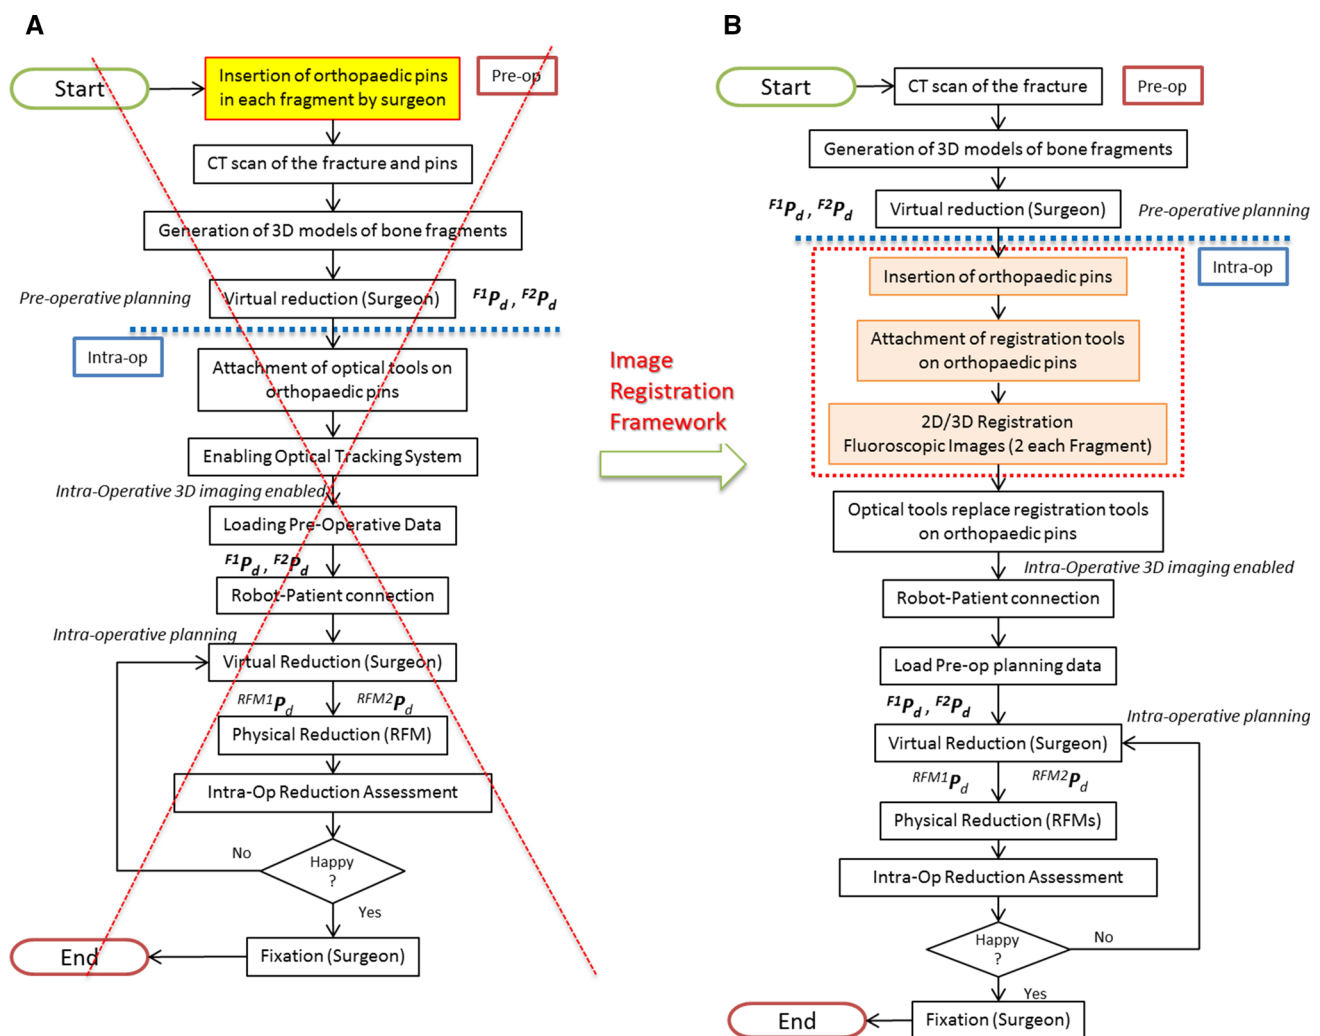 A
Start
Insertion of orthopaedic pins
in each fragment by surgeon
Pre-op
CT scan of the fracture and pins
Generation of 3D models of bone fragments
Pre-operative planning
Virtual reduction (Surgeon)
F1Pd , F2Pd
Intra-op
Attachment of optical tools on
orthopaedic pins
Enabling Optical Tracking System
Intra-Operative 3D imaging enabled
Loading Pre-Operative Data
F1Pd , F2Pd
Robot-Patient connection
Intra-operative planning
Virtual Reduction (Surgeon)
RFM1Pd
RFM2Pd
Physical Reduction (RFM)
Intra-Op Reduction Assessment
No
Happy
?
Yes
End
Fixation (Surgeon)
Image
Registration
Framework
B
Start
CT scan of the fracture
Pre-op
Generation of 3D models of bone fragments
F1Pd , F2Pd
Virtual reduction (Surgeon)
Pre-operative planning
Intra-op
Insertion of orthopaedic pins
Attachment of registration tools
on orthopaedic pins
2D/3D Registration
Fluoroscopic Images (2 each Fragment)
Optical tools replace registration tools
on orthopaedic pins
Intra-Operative 3D imaging enabled
Robot-Patient connection
Load Pre-op planning data
F1Pd , F2Pd
Intra-operative planning
Virtual Reduction (Surgeon)
RFM1Pd
RFM2Pd
Physical Reduction (RFMs)
Intra-Op Reduction Assessment
Happy
?
No
Yes
End
Fixation (Surgeon)